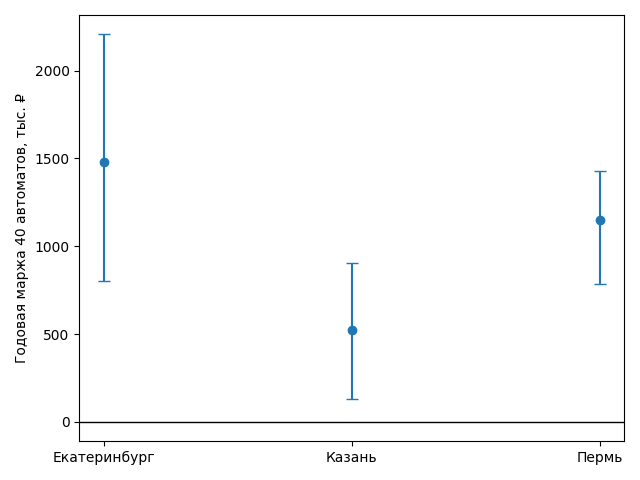 Годовая маржа 40 автоматов, тыс. ₽
2000
1500
1000
500
0
Екатеринбург
Казань
Пермь